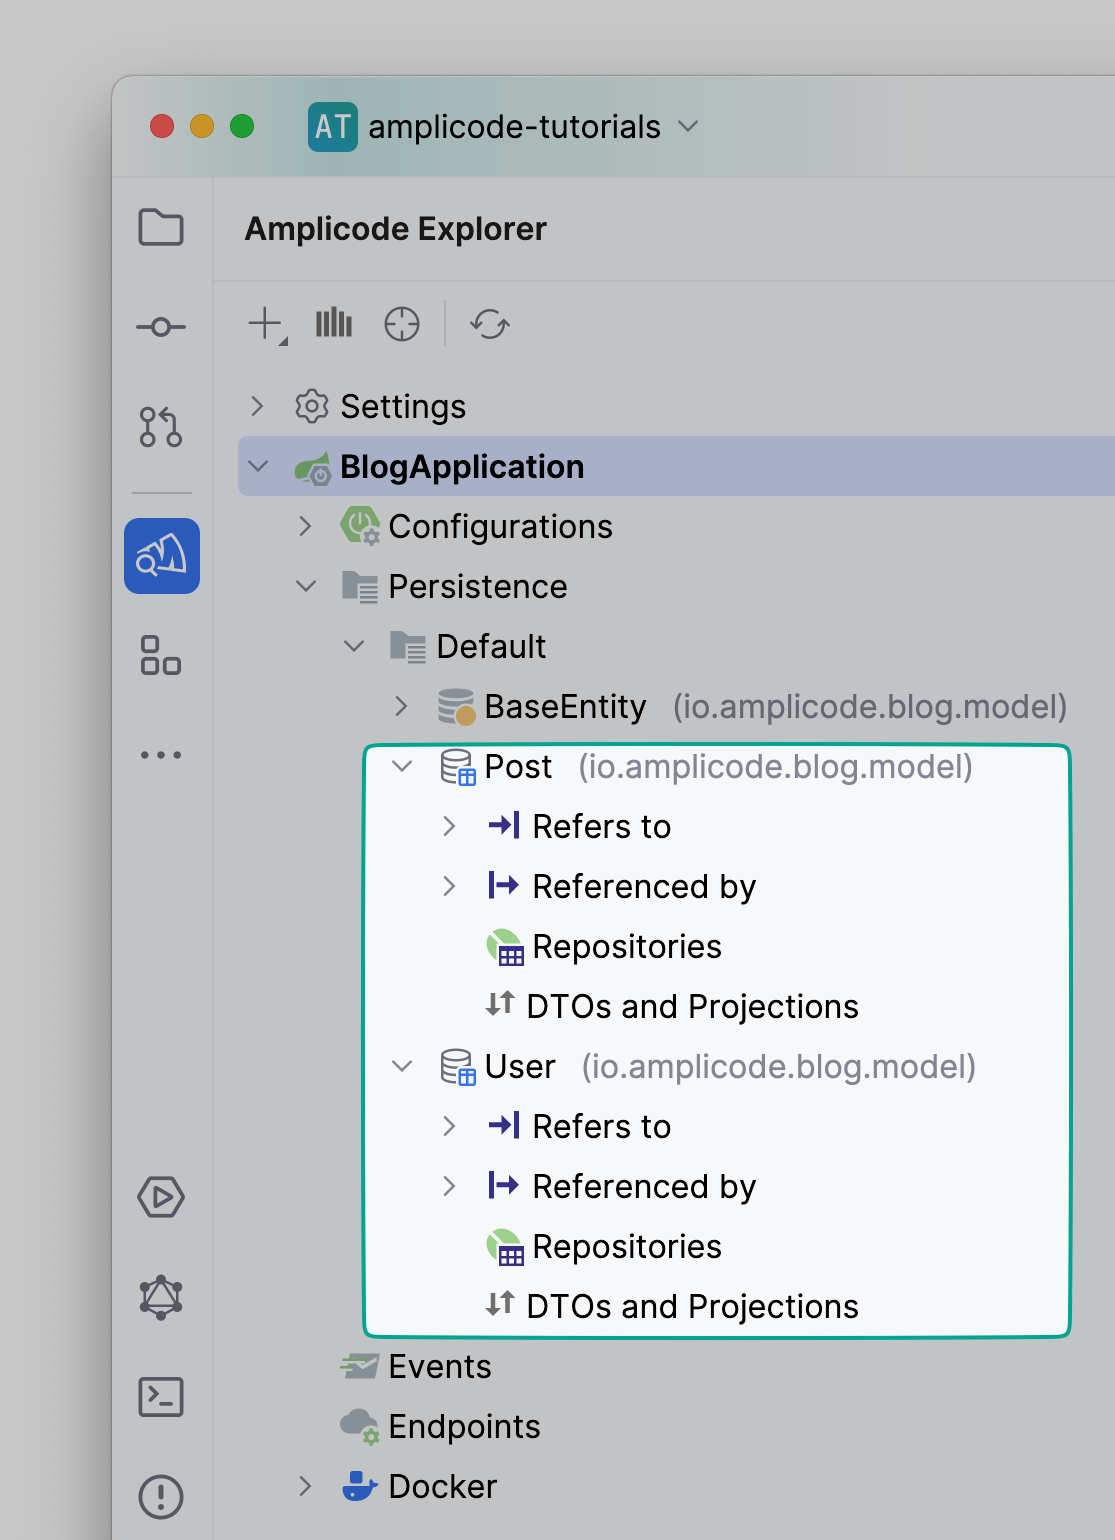 AT amplicode-tutorials
Amplicode Explorer
Settings
BlogApplication
Configurations
Persistence
Default
BaseEntity (io.amplicode.blog.model)
Post (io.amplicode.blog.model)
Refers to
Referenced by
Repositories
DTOs and Projections
User (io.amplicode.blog.model)
Refers to
Referenced by
Repositories
DTOs and Projections
Events
Endpoints
Docker